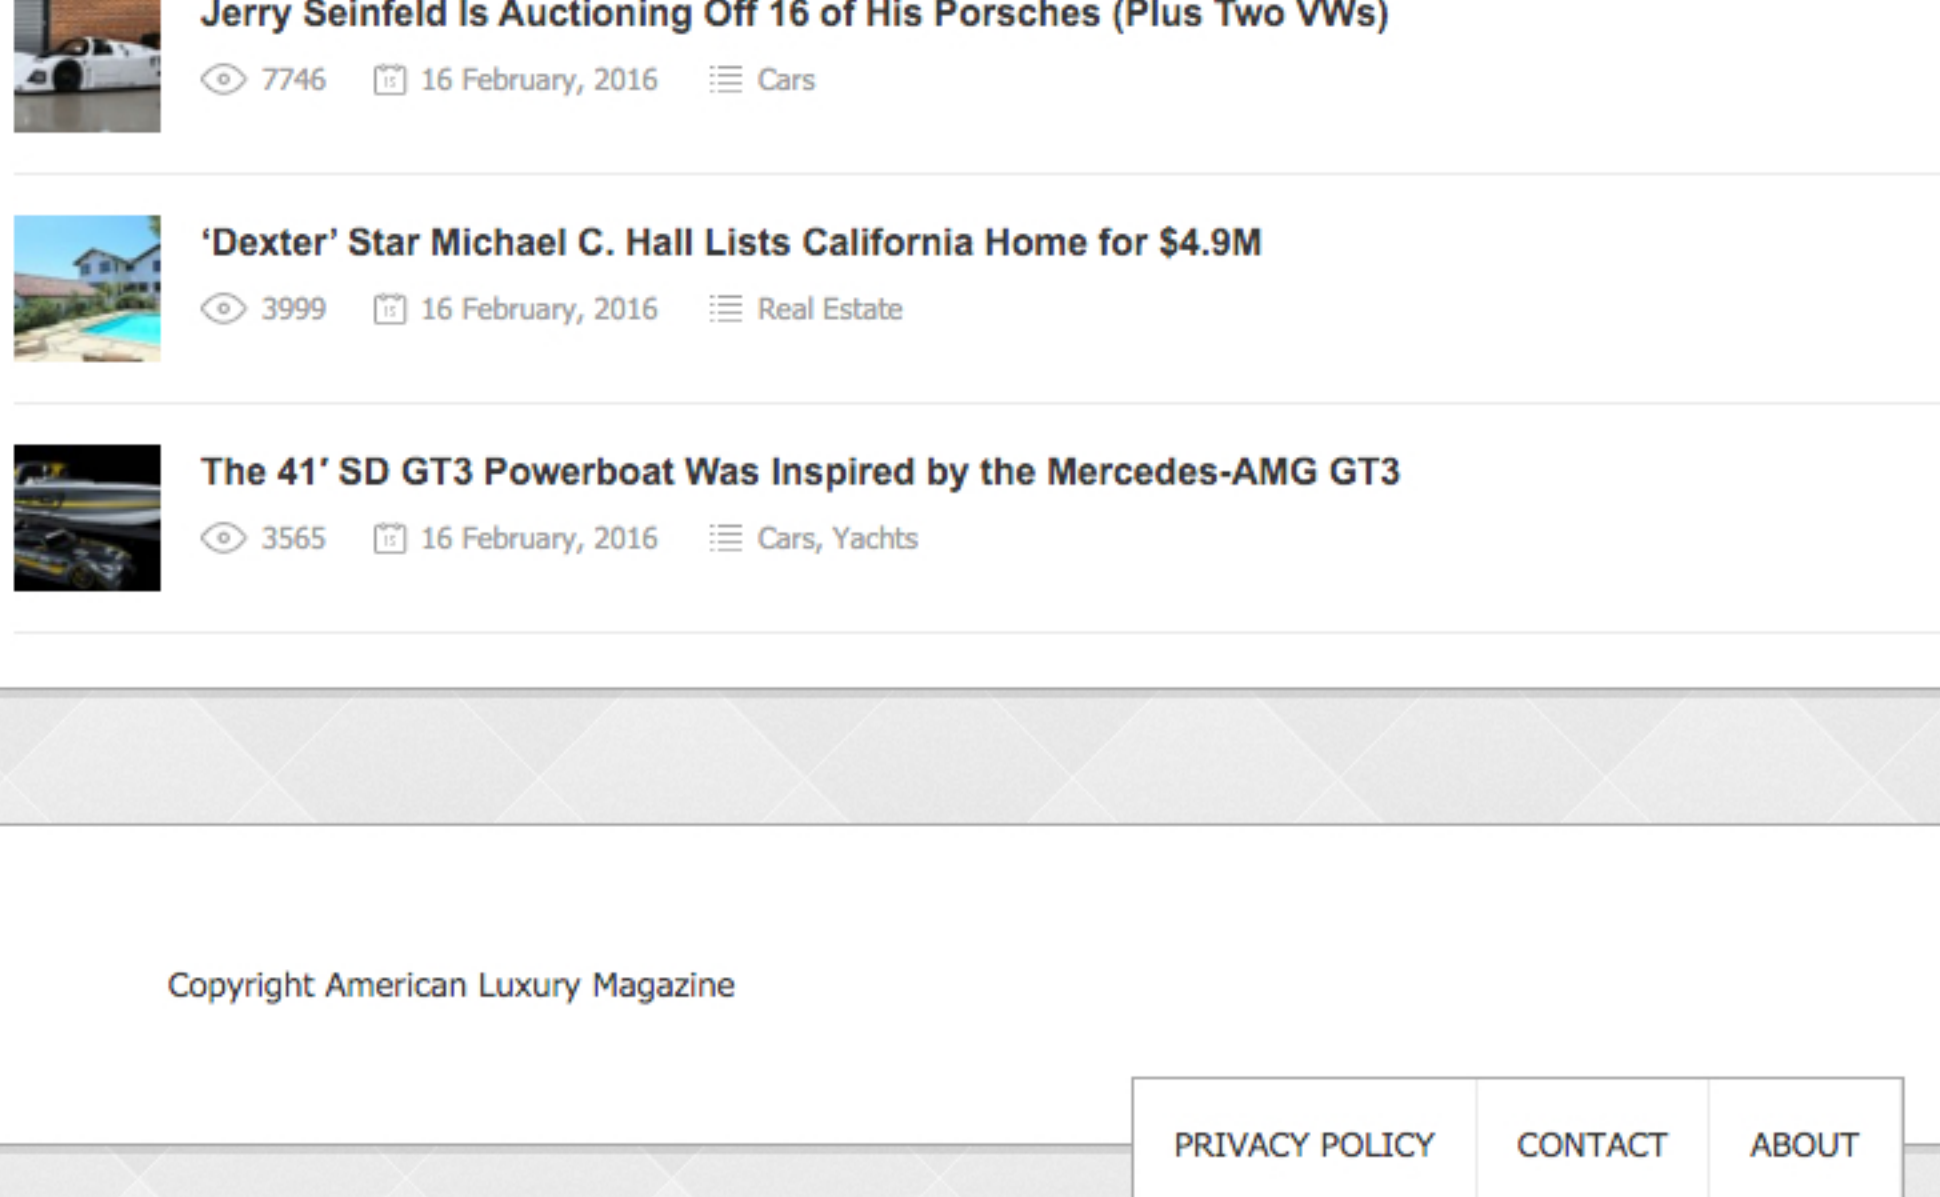 Jerry Seinfeld Is Auctioning Off 16 of His Porsches (Plus Two VWs)
7746 15 16 February, 2016 Cars
‘Dexter’ Star Michael C. Hall Lists California Home for $4.9M
3999 15 16 February, 2016 Real Estate
The 41′ SD GT3 Powerboat Was Inspired by the Mercedes-AMG GT3
3565 15 16 February, 2016 Cars, Yachts
Copyright American Luxury Magazine
PRIVACY POLICY CONTACT ABOUT